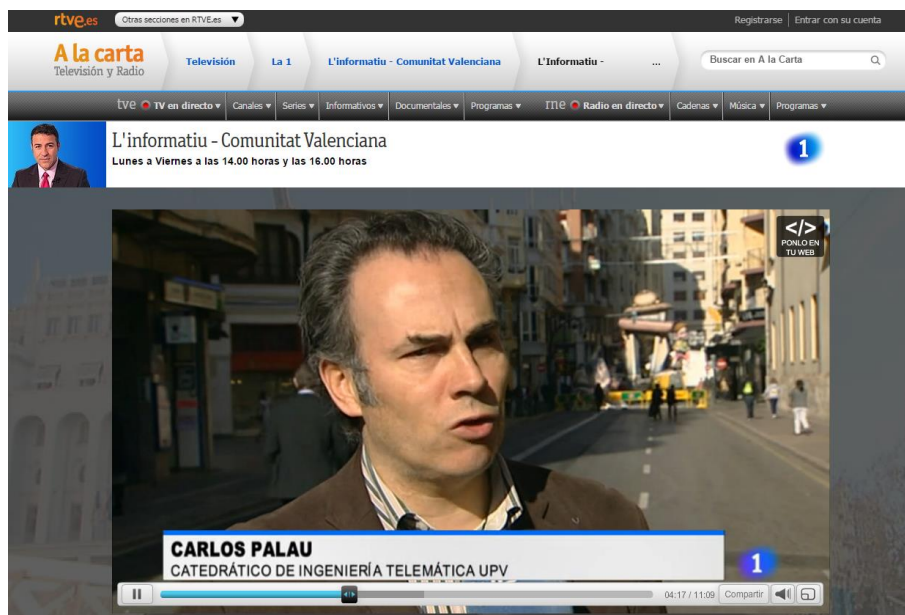 rtve.es Otras secciones en RTVE.es Registrarse Entrar con su cuenta
A la carta
Televisión y Radio
Televisión La 1 L'informatiu - Comunitat Valenciana L'Informatiu - ... Buscar en A la Carta
tve TV en directo Canales Series Informativos Documentales Programas rne Radio en directo Cadenas Música Programas
L'informatiu - Comunitat Valenciana
Lunes a Viernes a las 14.00 horas y las 16.00 horas
1
</>
PONLO EN
TU WEB
CARLOS PALAU
CATEDRÁTICO DE INGENIERÍA TELEMÁTICA UPV
1
04:17 / 11:09 Compartir